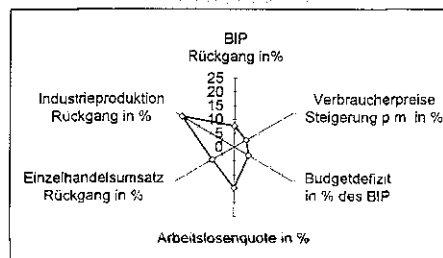 BIP
Rückgang in%
25
20
15
10
5
0
Industrieproduktion
Rückgang in %
Verbraucherpreise
Steigerung p m in %
Einzelhandelsumsatz
Rückgang in %
Budgetdefizit
in % des BIP
Arbeitslosenquote in %